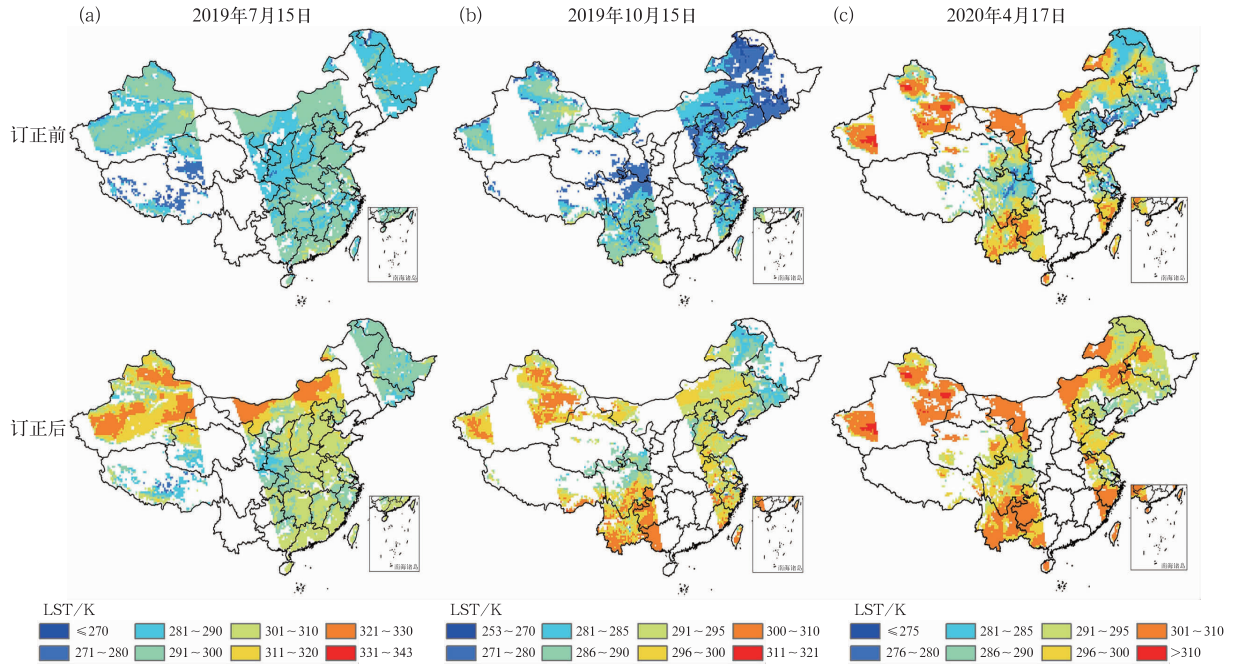 (a) 2019年7月15日 (b) 2019年10月15日 (c) 2020年4月17日
订正前
南海诸岛 南海诸岛 南海诸岛
订正后
南海诸岛 南海诸岛 南海诸岛
LST/K LST/K LST/K
≤270 281~290 301~310 321~330 253~270 281~285 291~295 300~310 ≤275 281~285 291~295 301~310
271~280 291~300 311~320 331~343 271~280 286~290 296~300 311~321 276~280 286~290 296~300 >310